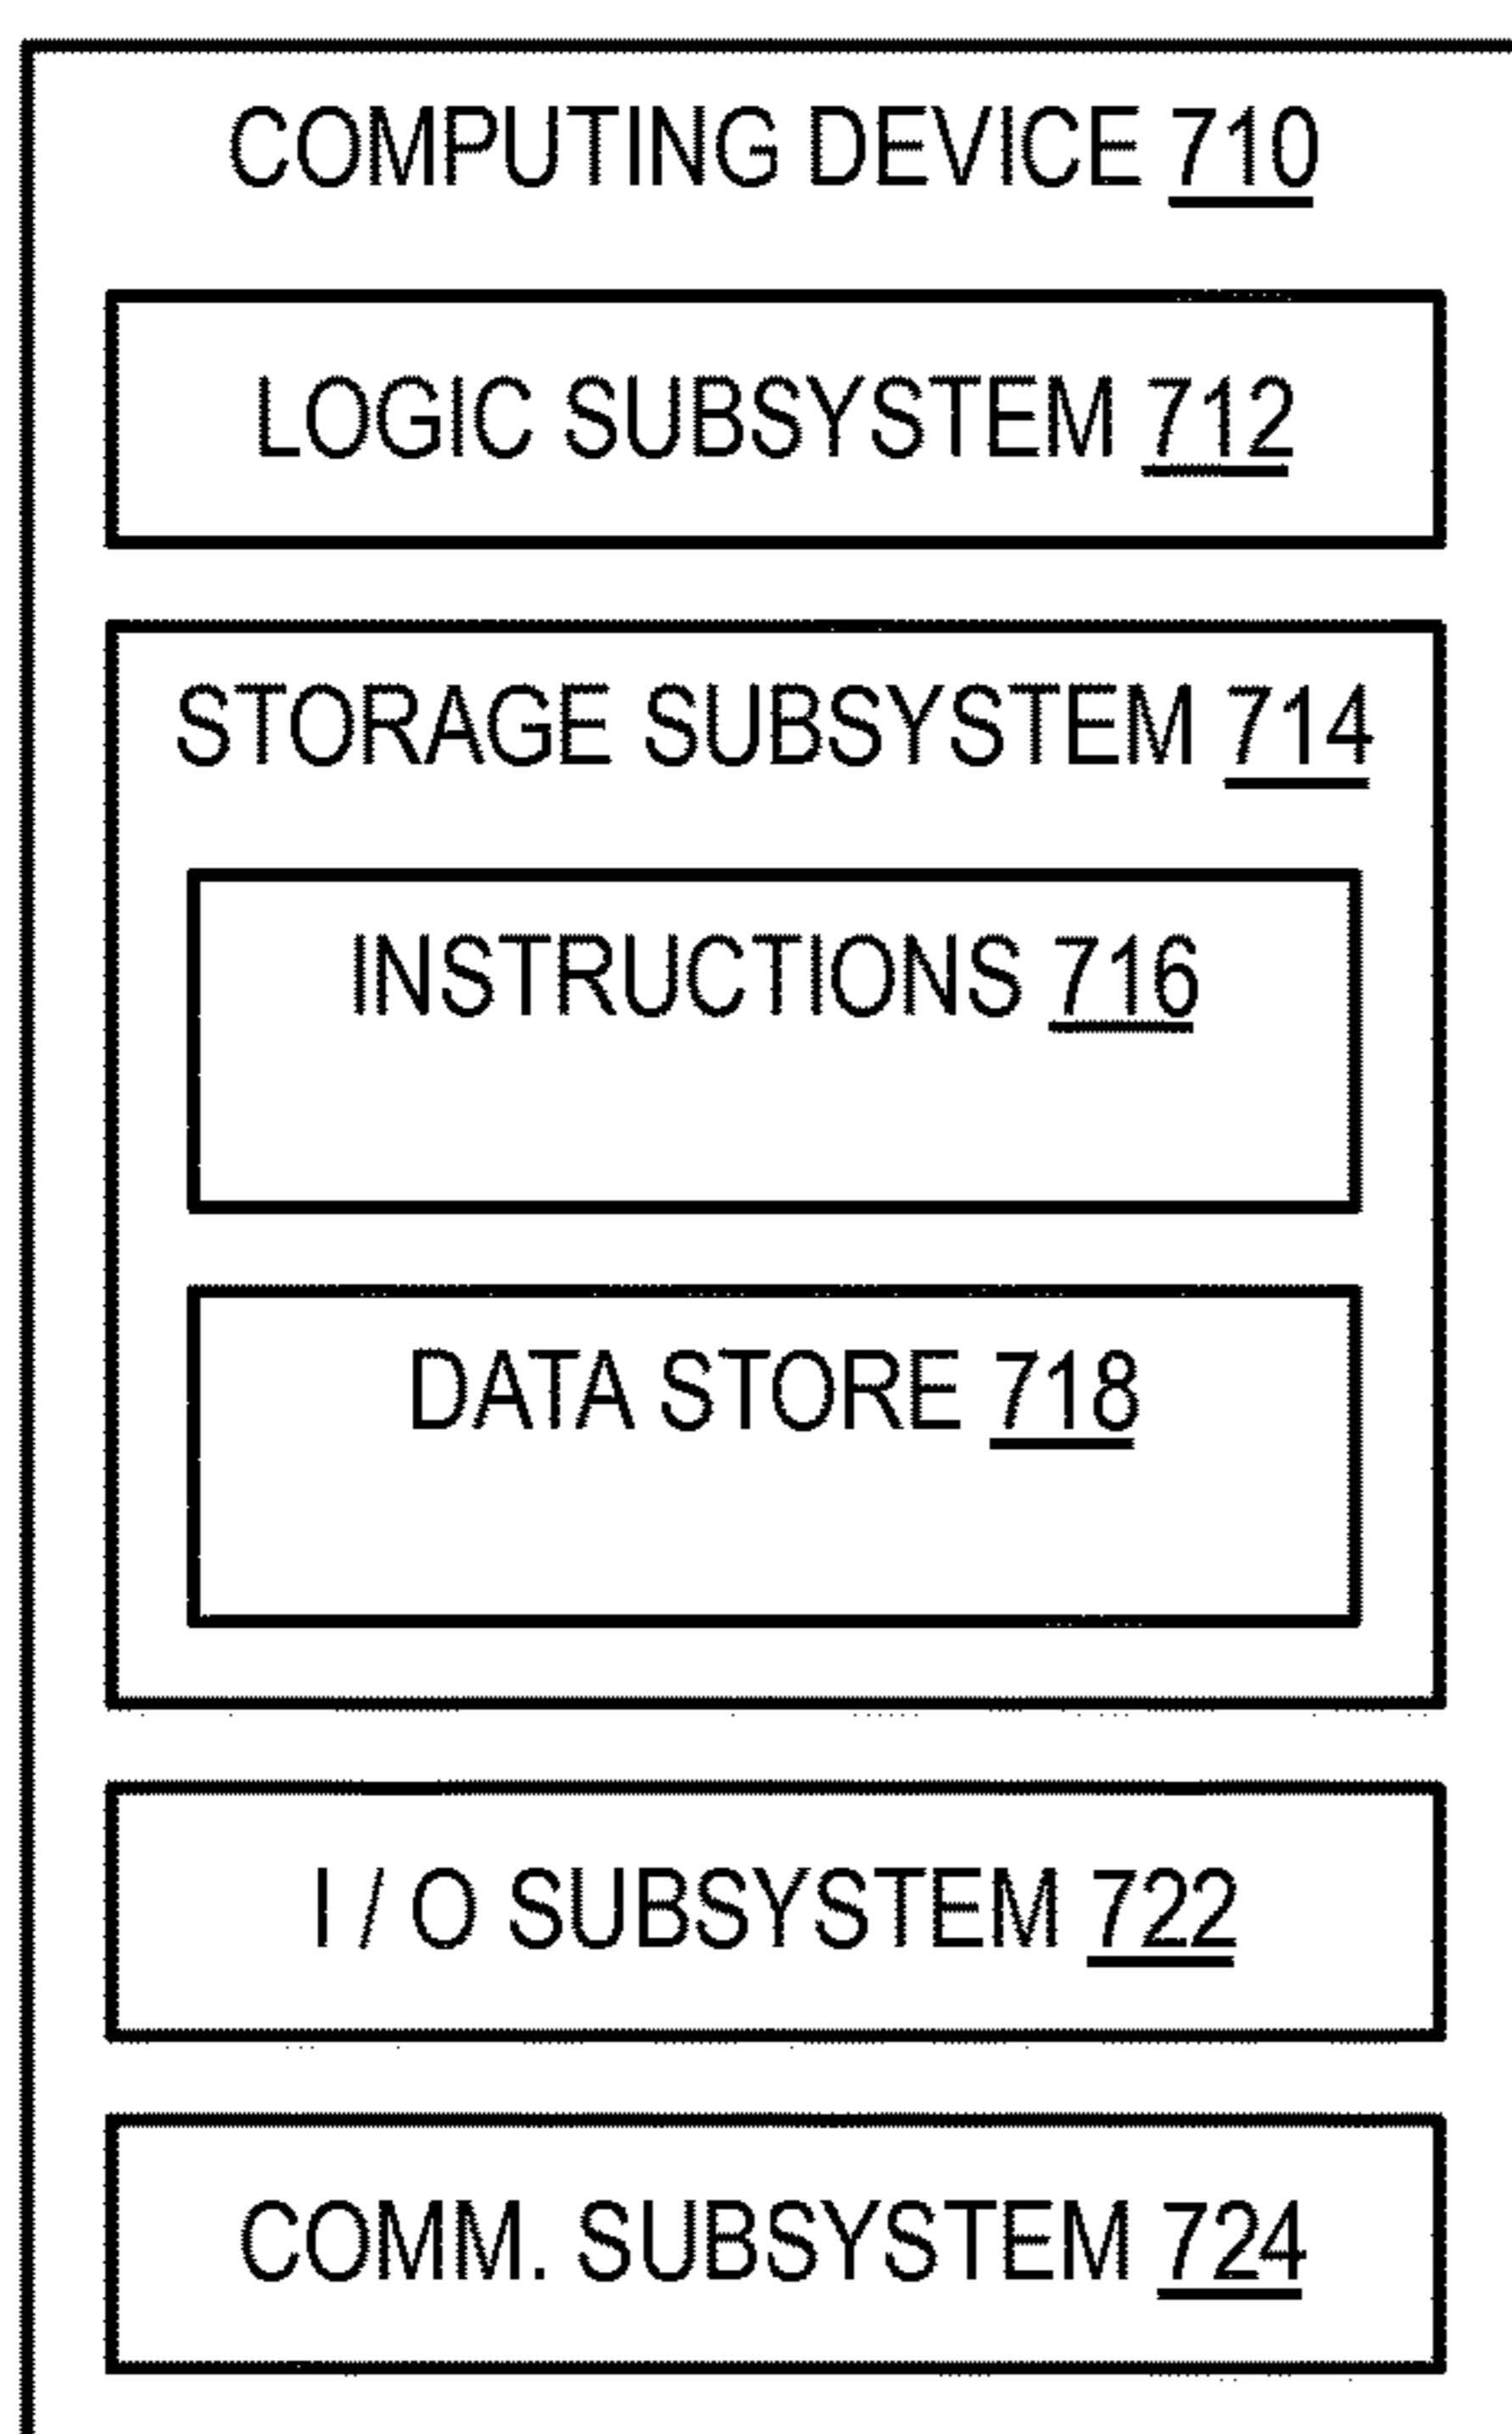 COMPUTING DEVICE 710
LOGIC SUBSYSTEM 712
STORAGE SUBSYSTEM 714
INSTRUCTIONS 716
DATA STORE 718
I / O SUBSYSTEM 722
COMM. SUBSYSTEM 724